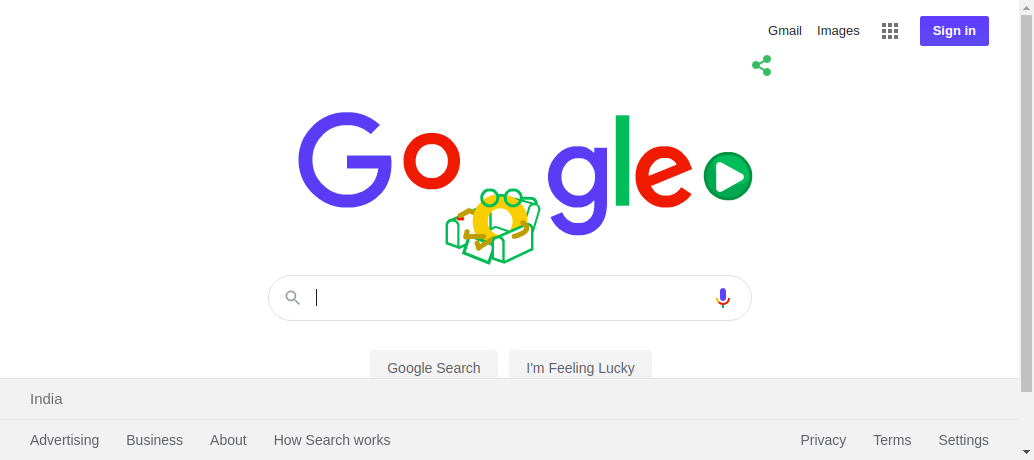 Gmail Images Sign in
Google
Google Search I'm Feeling Lucky
India
Advertising Business About How Search works Privacy Terms Settings